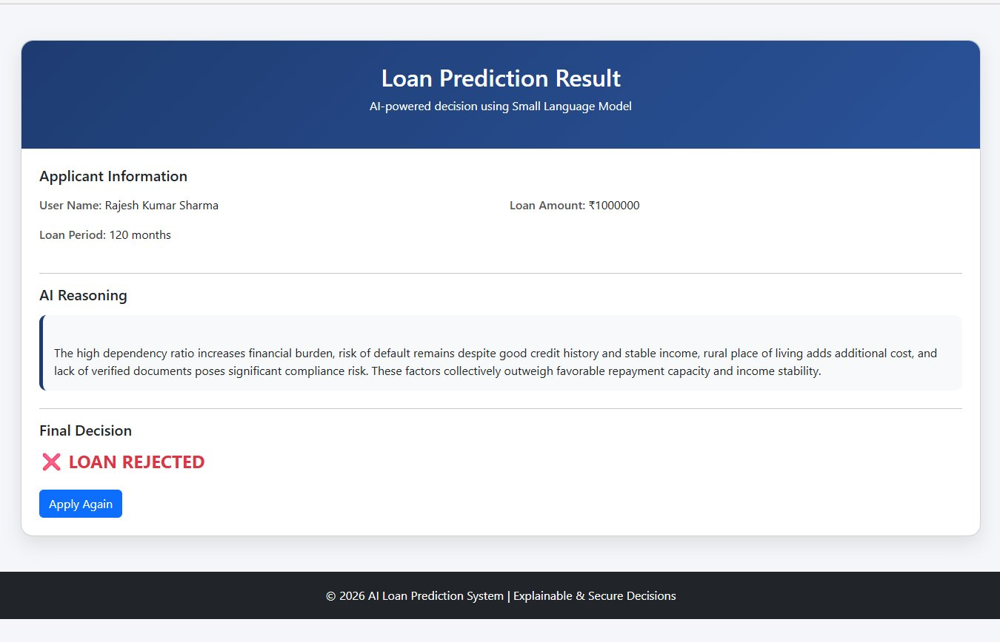 Loan Prediction Result
AI-powered decision using Small Language Model
Applicant Information
User Name: Rajesh Kumar Sharma
Loan Amount: ₹1000000
Loan Period: 120 months
AI Reasoning
The high dependency ratio increases financial burden, risk of default remains despite good credit history and stable income, rural place of living adds additional cost, and
lack of verified documents poses significant compliance risk. These factors collectively outweigh favorable repayment capacity and income stability.
Final Decision
❌ LOAN REJECTED
Apply Again
© 2026 AI Loan Prediction System | Explainable & Secure Decisions